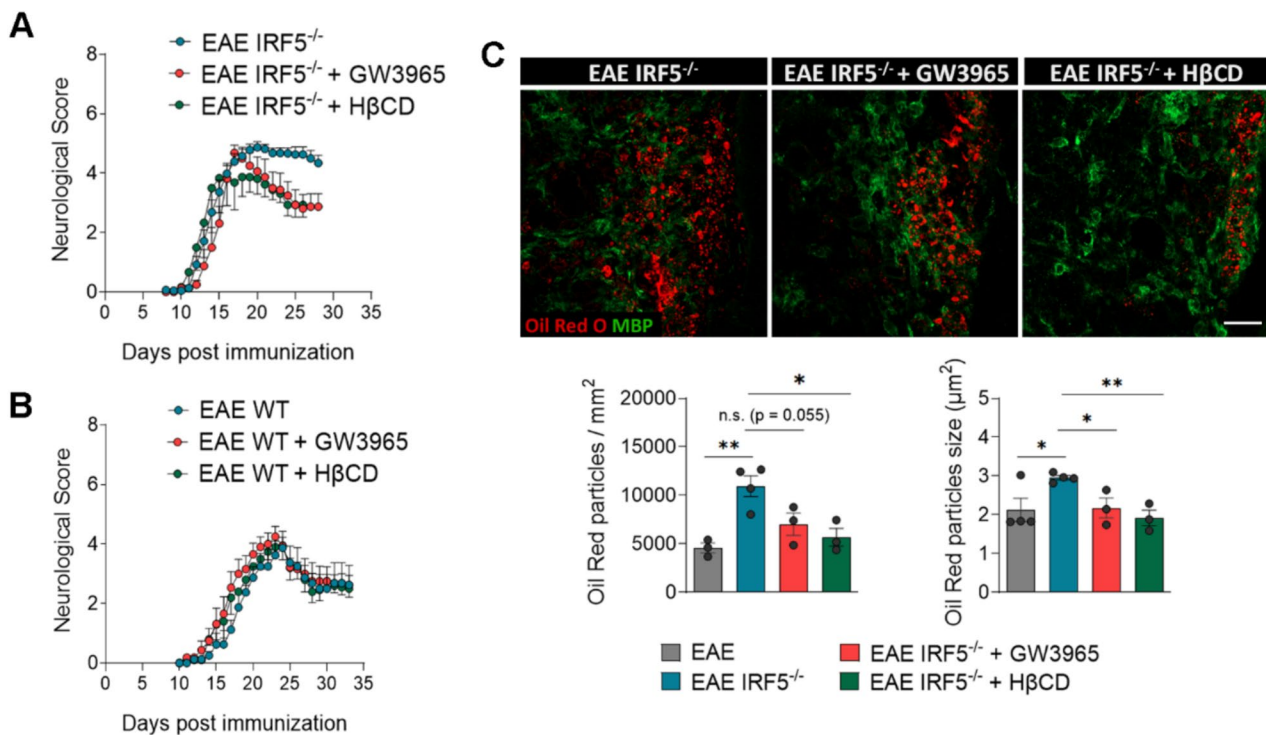 A
EAE IRF5-/-
EAE IRF5-/- + GW3965
EAE IRF5-/- + HβCD
Neurological Score
8
6
4
2
0
0 5 10 15 20 25 30 35
Days post immunization
B
EAE WT
EAE WT + GW3965
EAE WT + HβCD
Neurological Score
8
6
4
2
0
0 5 10 15 20 25 30 35
Days post immunization
C
EAE IRF5-/- EAE IRF5-/- + GW3965 EAE IRF5-/- + HβCD
Oil Red O MBP
Oil Red particles / mm2
20000
15000
10000
5000
0
*
n.s. (p = 0.055)
**
Oil Red particles size (µm2)
5
4
3
2
1
0
**
*
*
EAE
EAE IRF5-/-
EAE IRF5-/- + GW3965
EAE IRF5-/- + HβCD